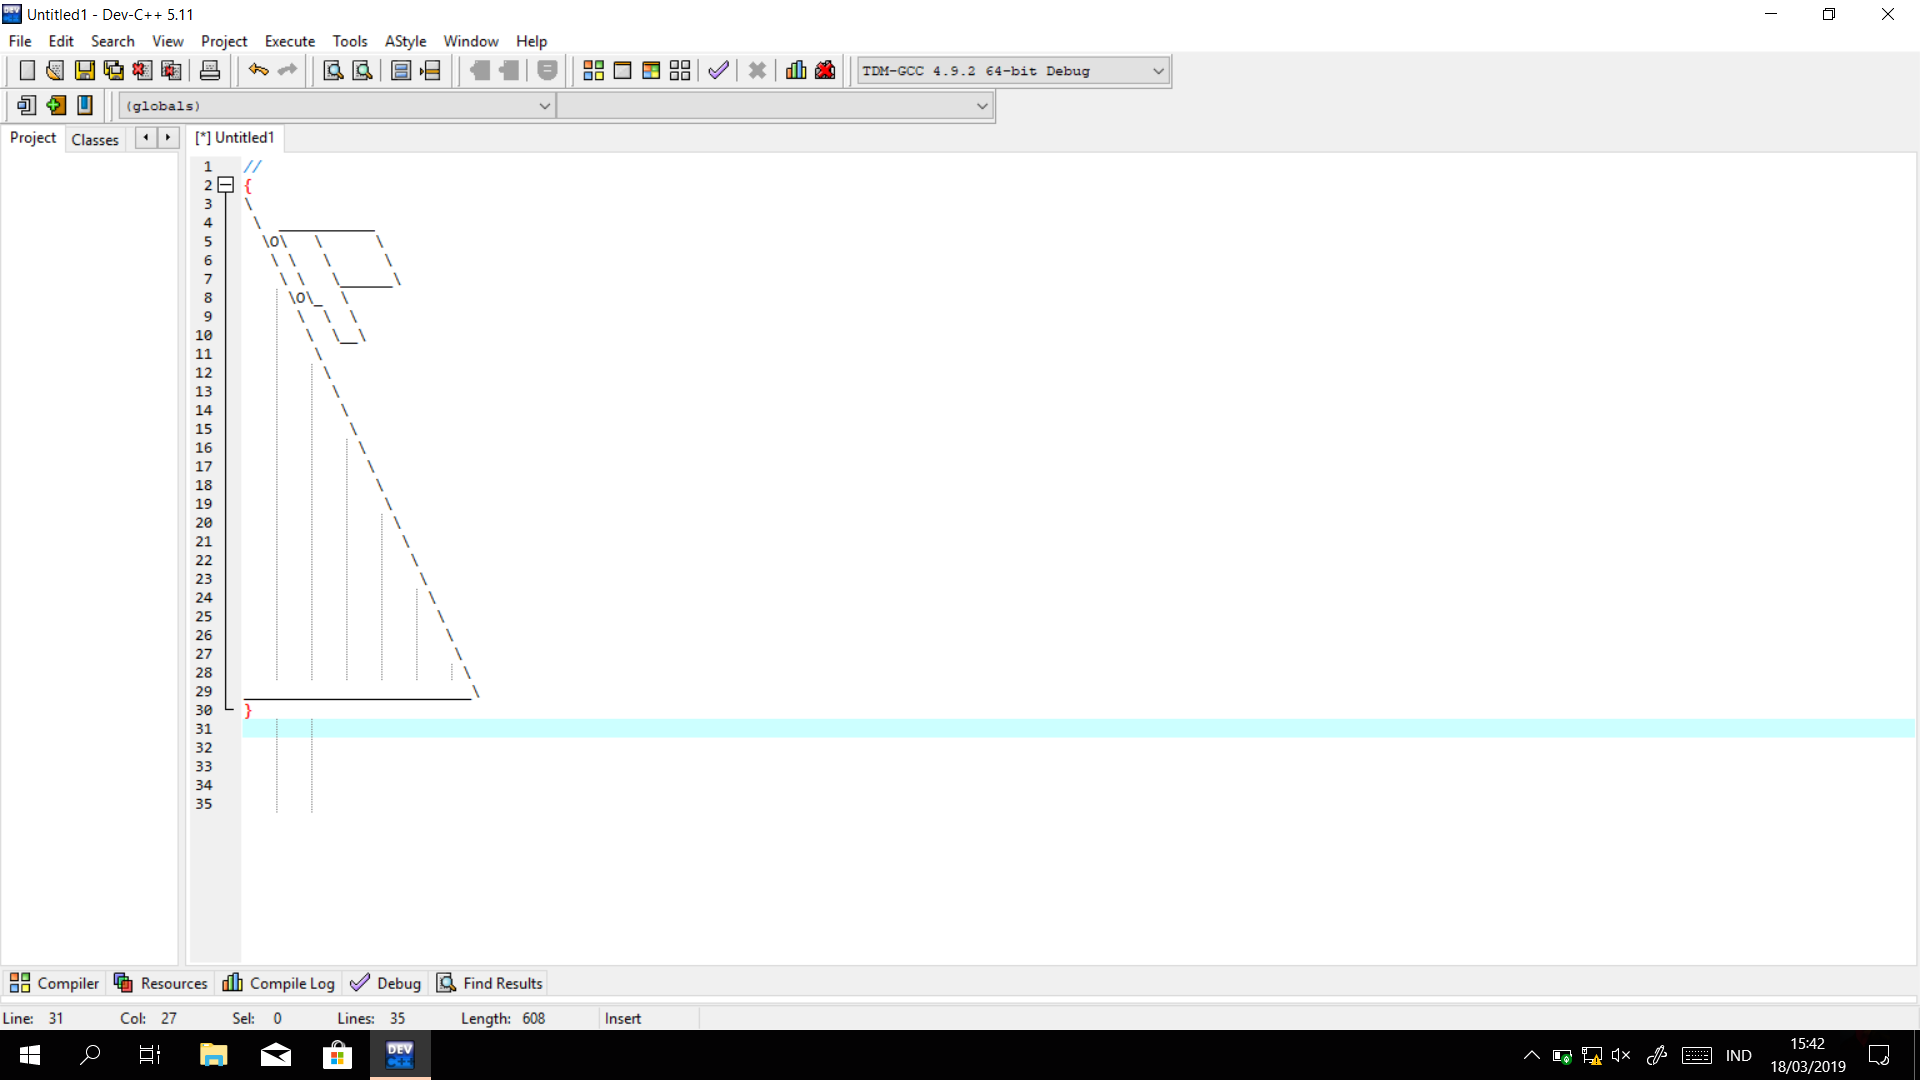 Untitled1 - Dev-C++ 5.11
File Edit Search View Project Execute Tools AStyle Window Help
TDM-GCC 4.9.2 64-bit Debug
(globals)
Project Classes [*] Untitled1
1 //
2 {
3 \
4  \  ___________
5   \O\   \      \
6    \ \   \      \
7     \ \   \______\
8      \O\_  \
9       \  \  \
10       \  \__\
11        \
12         \
13          \
14           \
15            \
16             \
17              \
18               \
19                \
20                 \
21                  \
22                   \
23                    \
24                     \
25                      \
26                       \
27                        \
28                         \
29 __________________________\
30 }
31
32
33
34
35
Compiler Resources Compile Log Debug Find Results
Line: 31 Col: 27 Sel: 0 Lines: 35 Length: 608 Insert
DEV C++ IND 15:42
18/03/2019